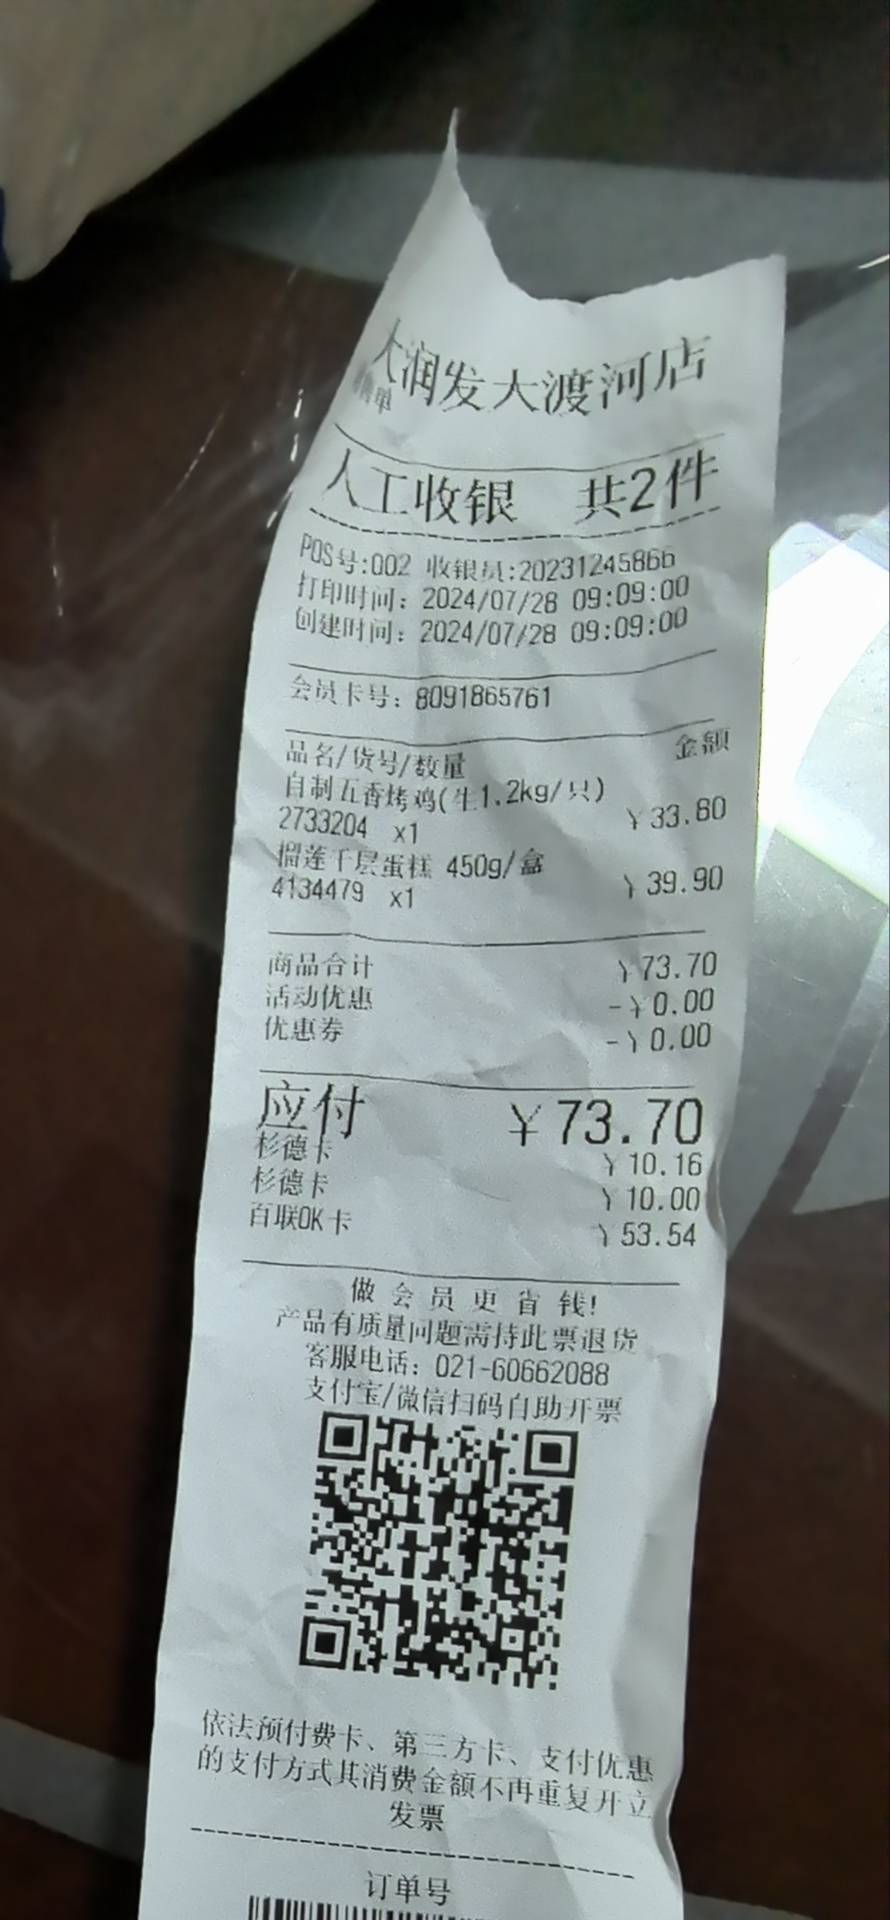 大润发大渡河店
销售单
人工收银 共2件
POS号:002 收银员:20231245866
打印时间: 2024/07/28 09:09:00
创建时间: 2024/07/28 09:09:00
会员卡号: 8091865761
品名/货号/数量 金额
自制五香烤鸡(生1.2kg/只)
2733204 x1 ￥33.80
榴莲千层蛋糕 450g/盒
4134479 x1 ￥39.90
商品合计 ￥73.70
活动优惠 -￥0.00
优惠券 -￥0.00
应付 ￥73.70
杉德卡 ￥10.16
杉德卡 ￥10.00
百联OK卡 ￥53.54
做会员更省钱!
产品有质量问题需持此票退货
客服电话: 021-60662088
支付宝/微信扫码自助开票
依法预付费卡、第三方卡、支付优惠
的支付方式其消费金额不再重复开立
发票
订单号